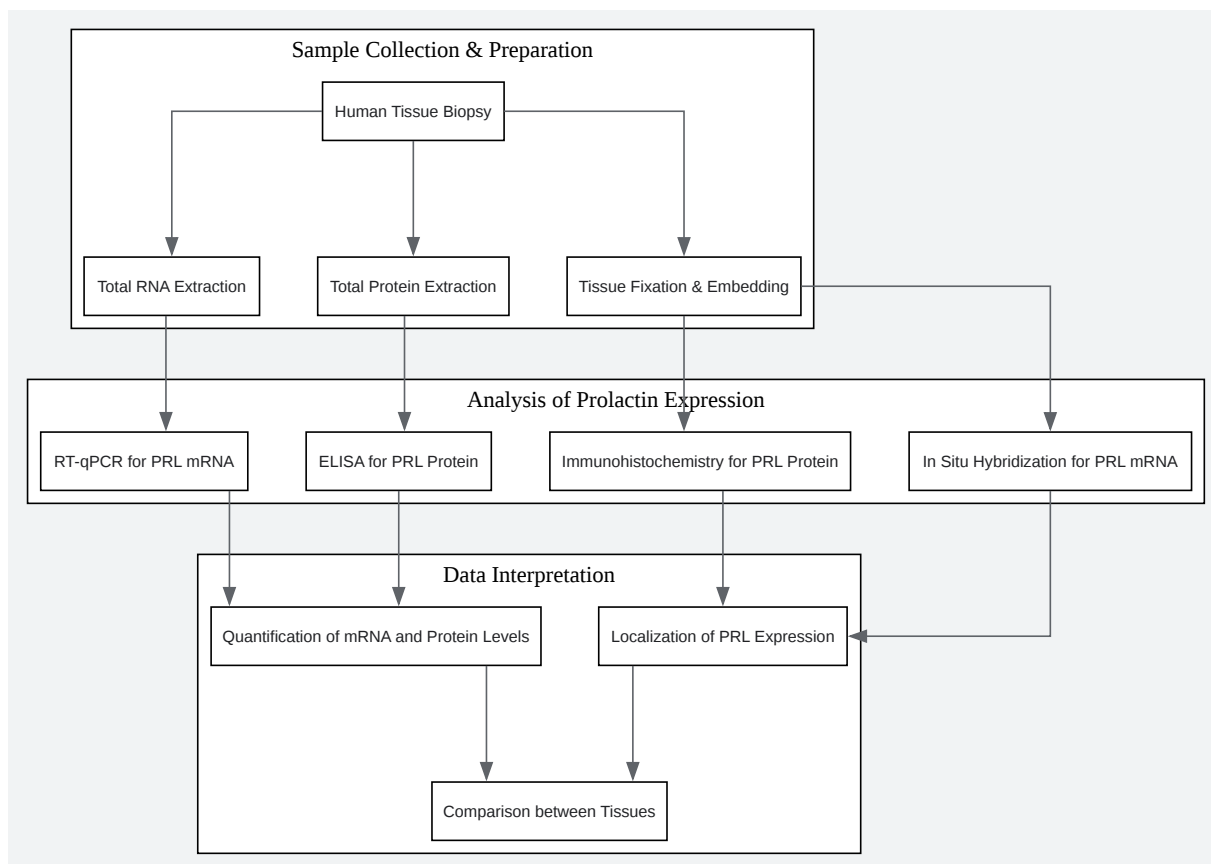 Sample Collection & Preparation
Human Tissue Biopsy
Total RNA Extraction
Total Protein Extraction
Tissue Fixation & Embedding
Analysis of Prolactin Expression
RT-qPCR for PRL mRNA
ELISA for PRL Protein
Immunohistochemistry for PRL Protein
In Situ Hybridization for PRL mRNA
Data Interpretation
Quantification of mRNA and Protein Levels
Localization of PRL Expression
Comparison between Tissues